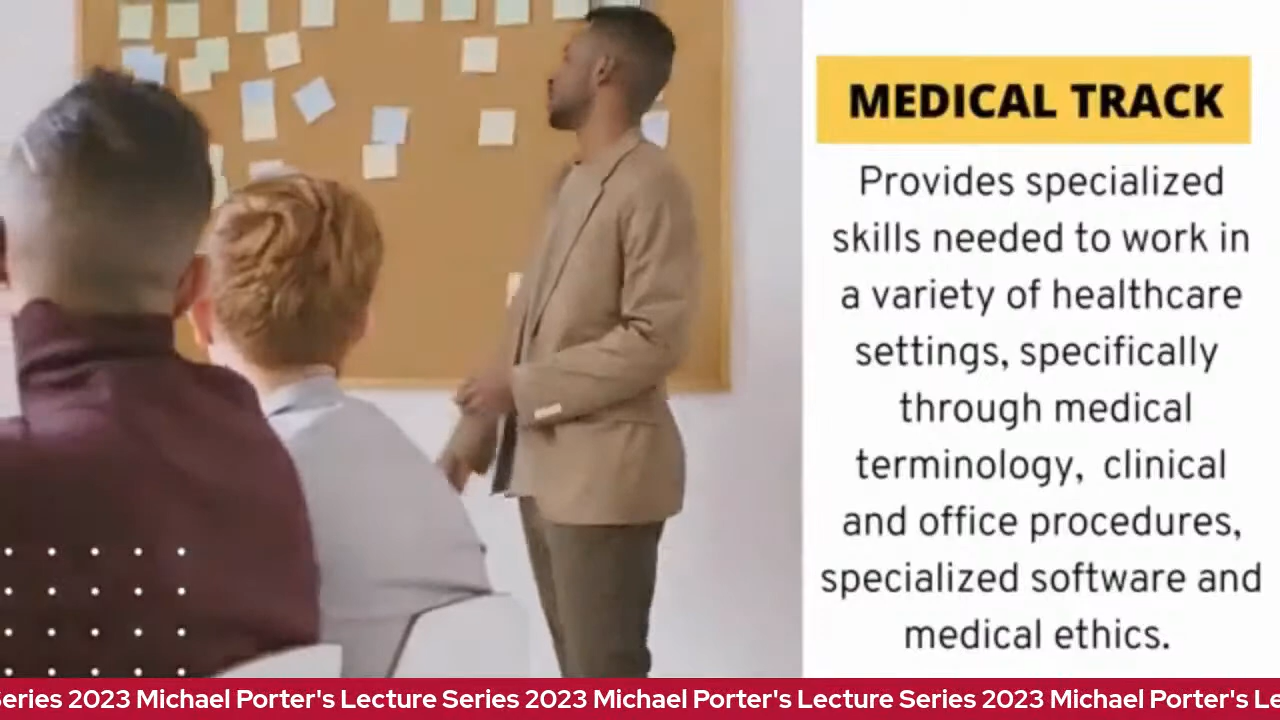 MEDICAL TRACK
Provides specialized
skills needed to work in
a variety of healthcare
settings, specifically
through medical
terminology, clinical
and office procedures,
specialized software and
medical ethics.
eries 2023 Michael Porter's Lecture Series 2023 Michael Porter's Lecture Series 2023 Michael Porter's Le